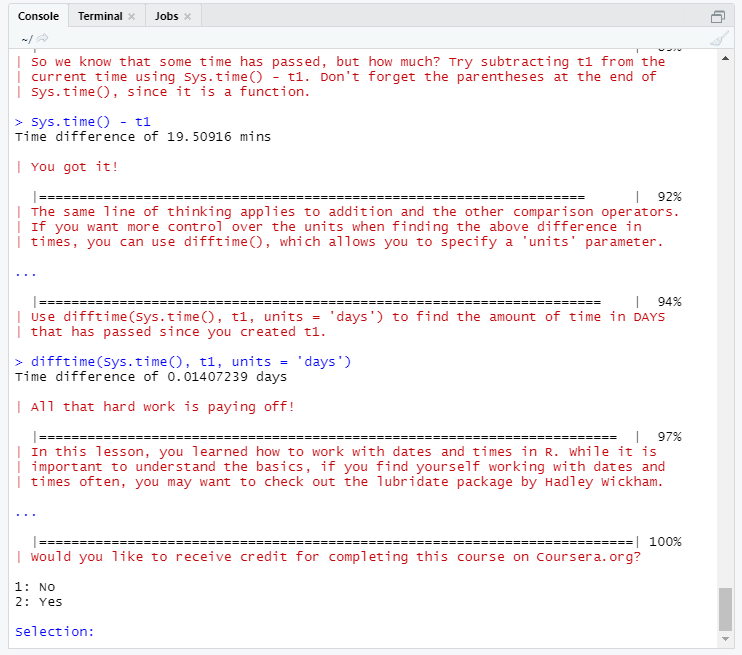 Console Terminal Jobs
~/
| So we know that some time has passed, but how much? Try subtracting t1 from the
| current time using Sys.time() - t1. Don't forget the parentheses at the end of
| Sys.time(), since it is a function.
> Sys.time() - t1
Time difference of 19.50916 mins
| You got it!
|==================================================================== | 92%
| The same line of thinking applies to addition and the other comparison operators.
| If you want more control over the units when finding the above difference in
| times, you can use difftime(), which allows you to specify a 'units' parameter.
...
|====================================================================== | 94%
| Use difftime(Sys.time(), t1, units = 'days') to find the amount of time in DAYS
| that has passed since you created t1.
> difftime(Sys.time(), t1, units = 'days')
Time difference of 0.01407239 days
| All that hard work is paying off!
|======================================================================== | 97%
| In this lesson, you learned how to work with dates and times in R. While it is
| important to understand the basics, if you find yourself working with dates and
| times often, you may want to check out the lubridate package by Hadley Wickham.
...
|==========================================================================| 100%
| Would you like to receive credit for completing this course on Coursera.org?
1: No
2: Yes
Selection: